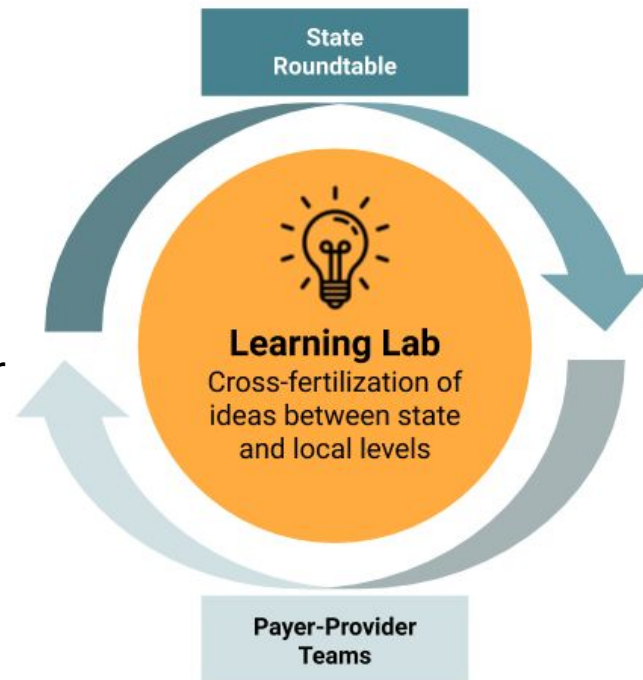 State
Roundtable
Learning Lab
Cross-fertilization of
ideas between state
and local levels
Payer-Provider
Teams